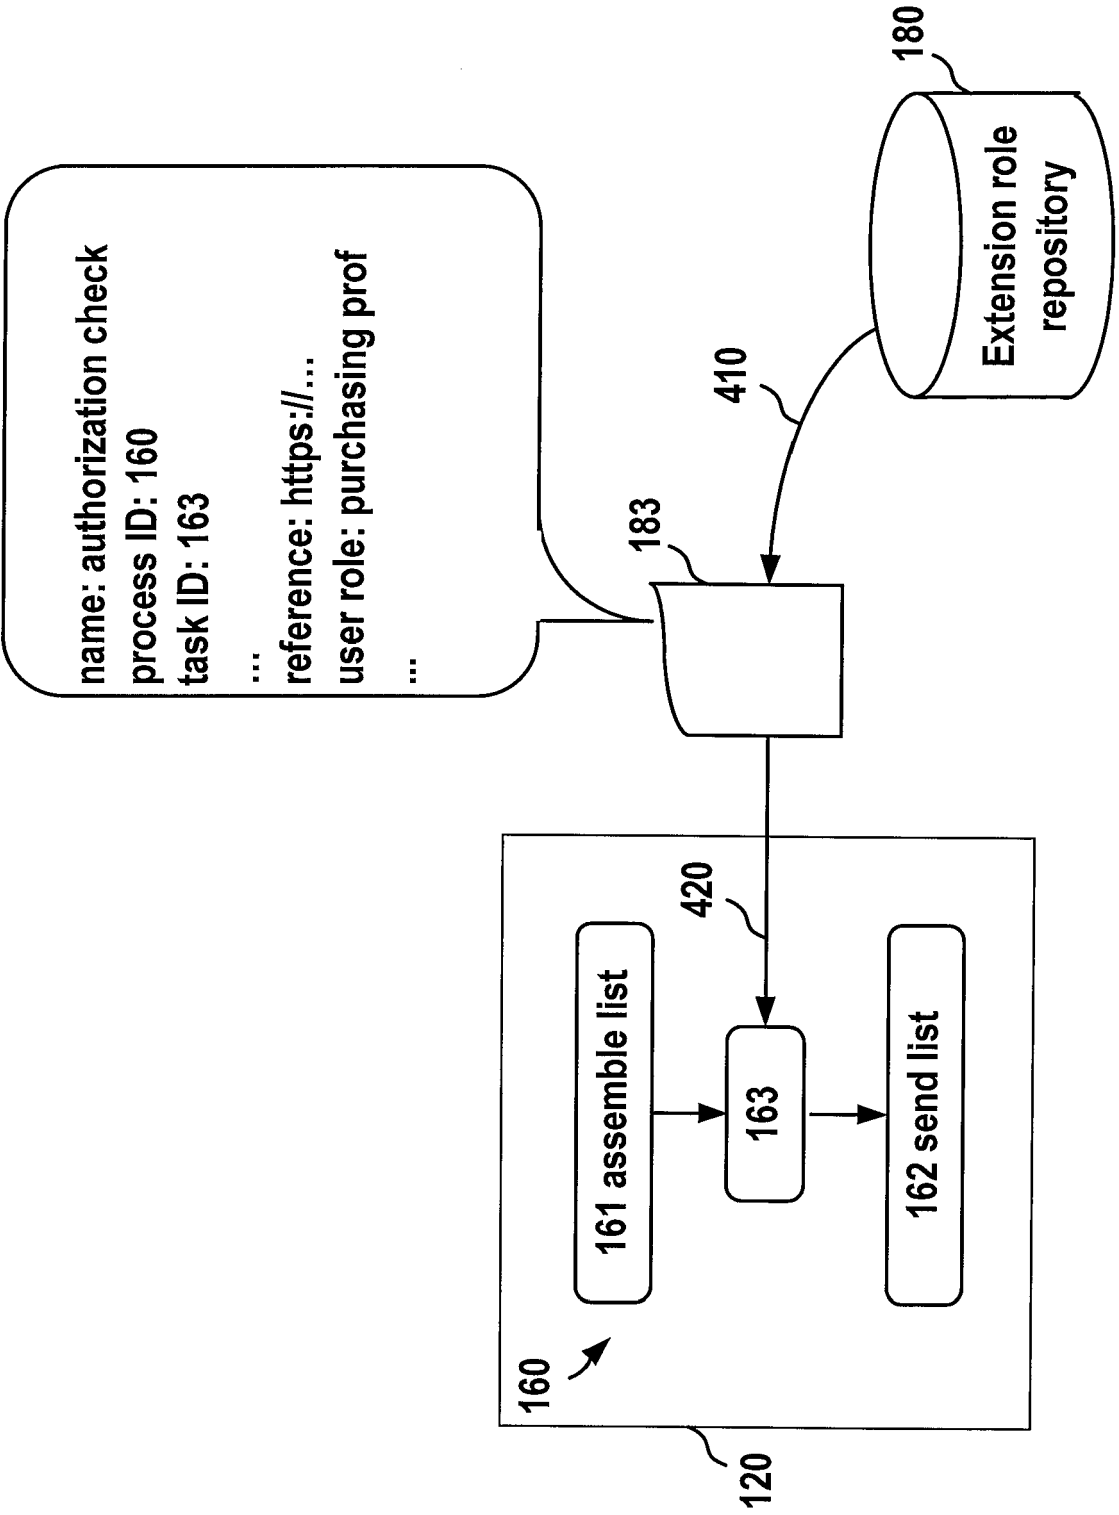 name: authorization check
process ID: 160
task ID: 163
...
reference: https://...
user role: purchasing prof
...
160
161 assemble list
163
162 send list
120
420
183
410
180
Extension role
repository